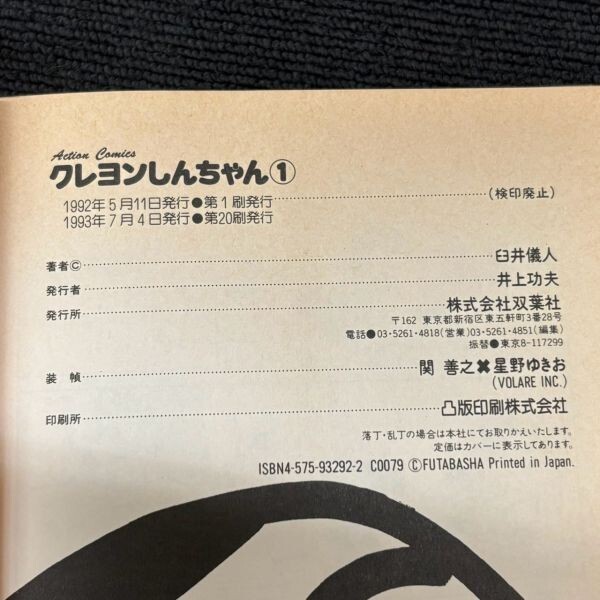 Action Comics
クレヨンしんちゃん①
1992年5月11日発行●第1刷発行
1993年7月4日発行●第20刷発行
(検印廃止)
著者© 臼井儀人
発行者 井上功夫
発行所 株式会社双葉社
〒162 東京都新宿区東五軒町3番28号
電話●03・5261・4818(営業)03・5261・4851(編集)
振替●東京8-117299
装幀 関善之✖星野ゆきお
(VOLARE INC.)
印刷所 凸版印刷株式会社
落丁・乱丁の場合は本社にてお取りかえいたします。
定価はカバーに表示してあります。
ISBN4-575-93292-2 C0079 ©FUTABASHA Printed in Japan.